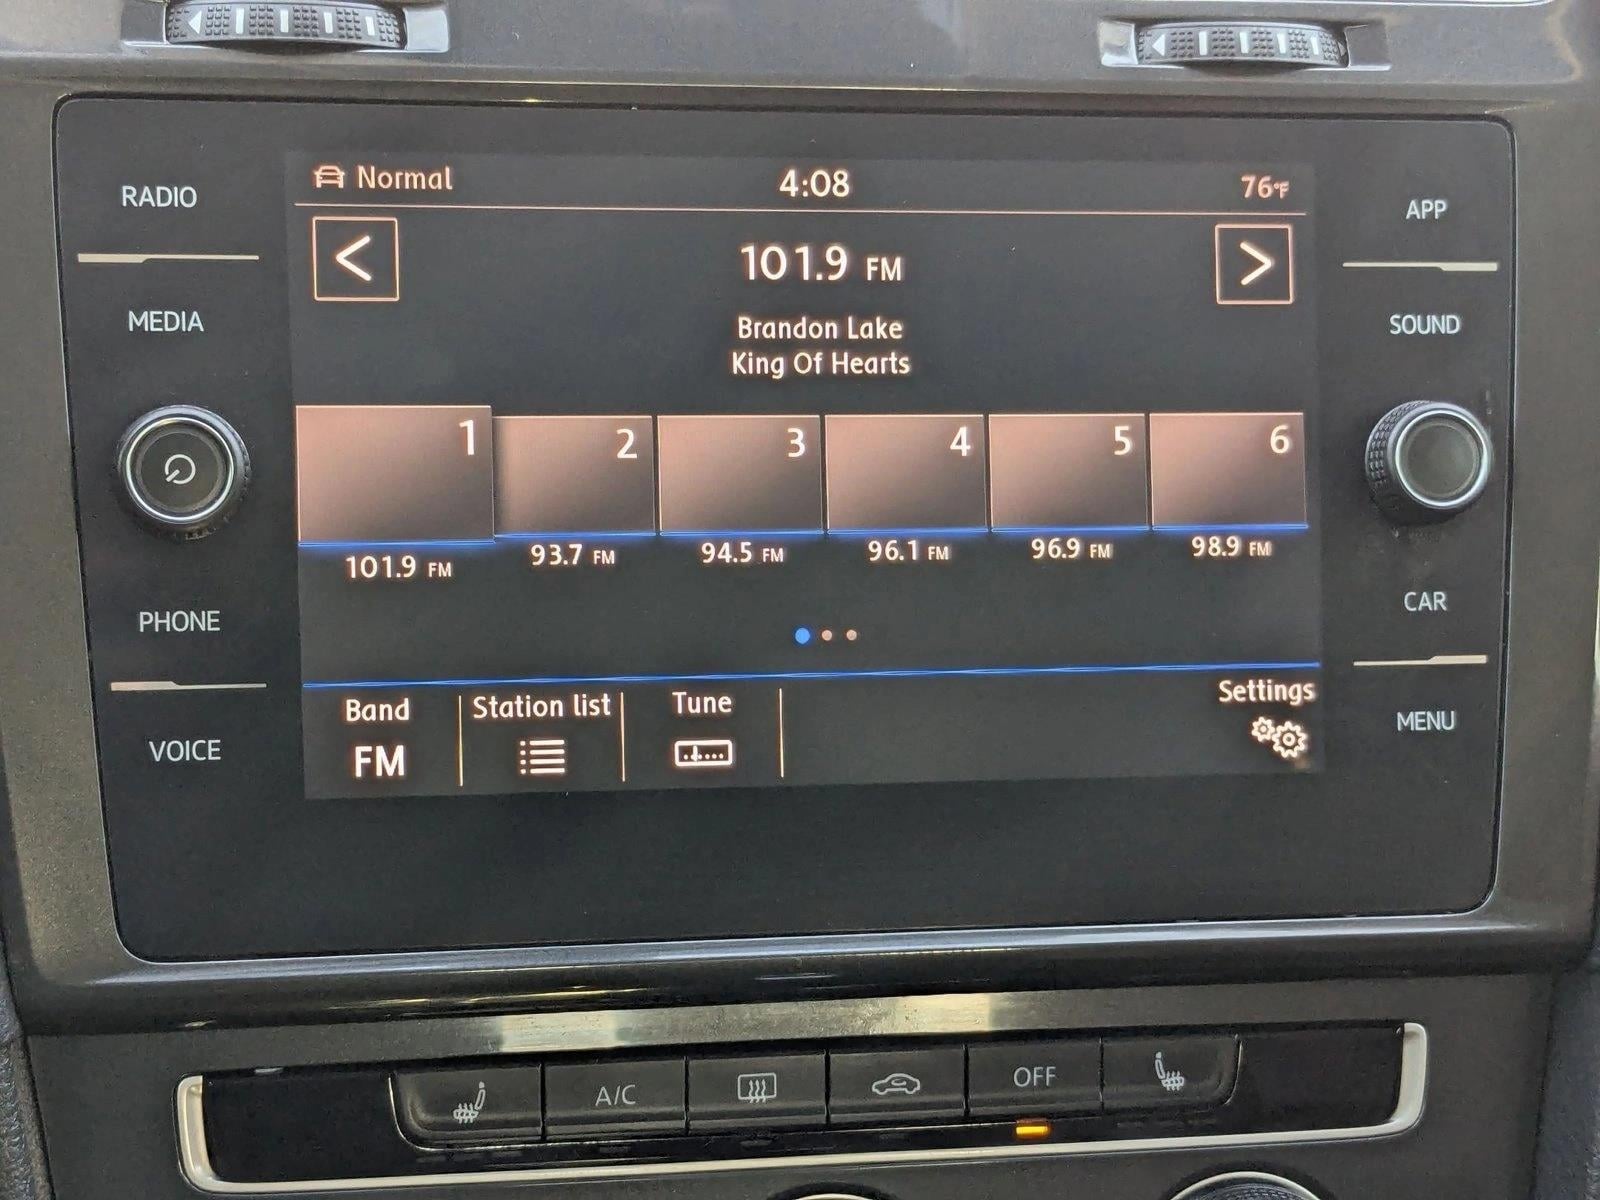 RADIO
MEDIA
PHONE
VOICE
Normal
4:08
76°F
<
101.9 FM
>
Brandon Lake
King Of Hearts
1
2
3
4
5
6
101.9 FM
93.7 FM
94.5 FM
96.1 FM
96.9 FM
98.9 FM
Band
FM
Station list
Tune
Settings
APP
SOUND
CAR
MENU
A/C
OFF